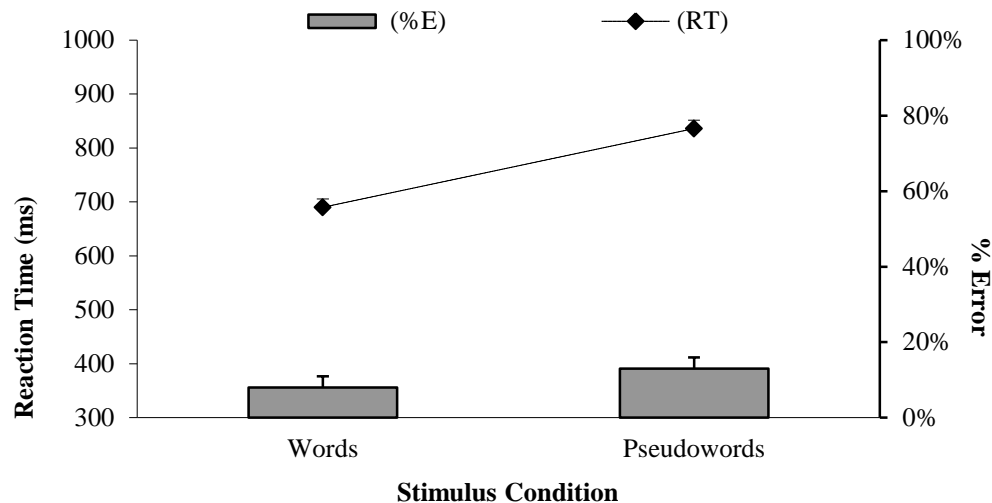 (%E) (RT)
1000 100%
900
800 80%
700
60%
600
40%
500
400 20%
300 0%
Reaction Time (ms)
% Error
Words Pseudowords
Stimulus Condition